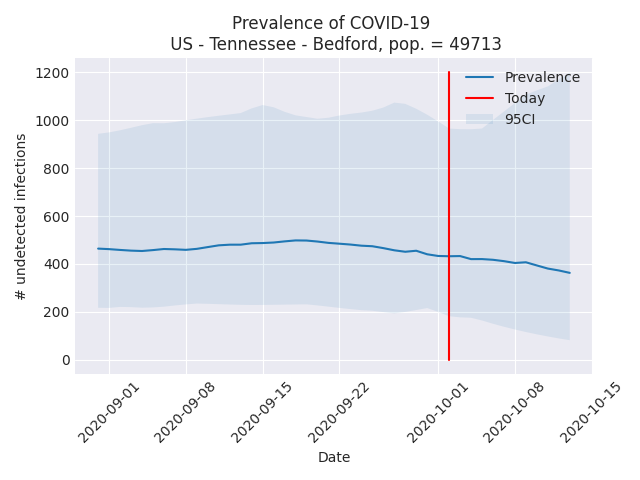 Prevalence of COVID-19
US - Tennessee - Bedford, pop. = 49713
Prevalence
Today
95CI
1200
1000
800
600
400
200
0
# undetected infections
2020-09-01
2020-09-08
2020-09-15
2020-09-22
2020-10-01
2020-10-08
2020-10-15
Date